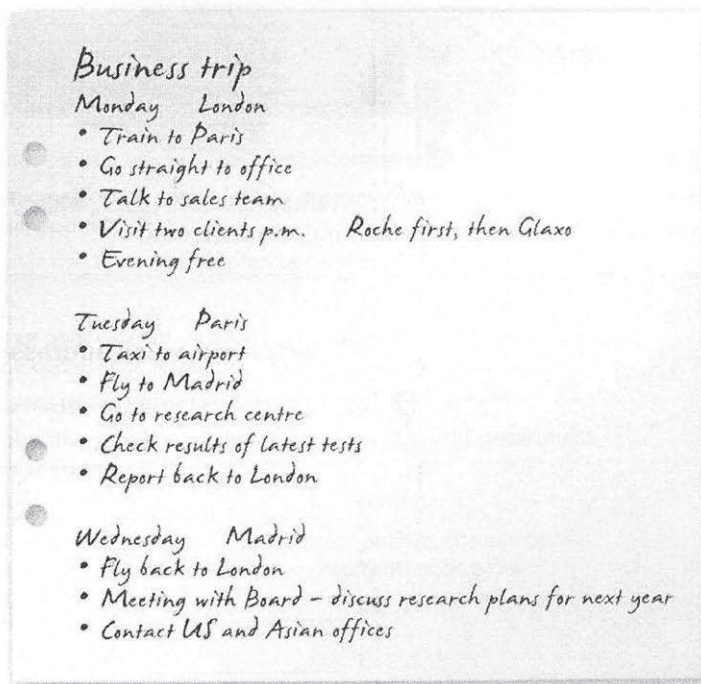 Business trip
Monday London
• Train to Paris
• Go straight to office
• Talk to sales team
• Visit two clients p.m. Roche first, then Glaxo
• Evening free
Tuesday Paris
• Taxi to airport
• Fly to Madrid
• Go to research centre
• Check results of latest tests
• Report back to London
Wednesday Madrid
• Fly back to London
• Meeting with Board – discuss research plans for next year
• Contact US and Asian offices